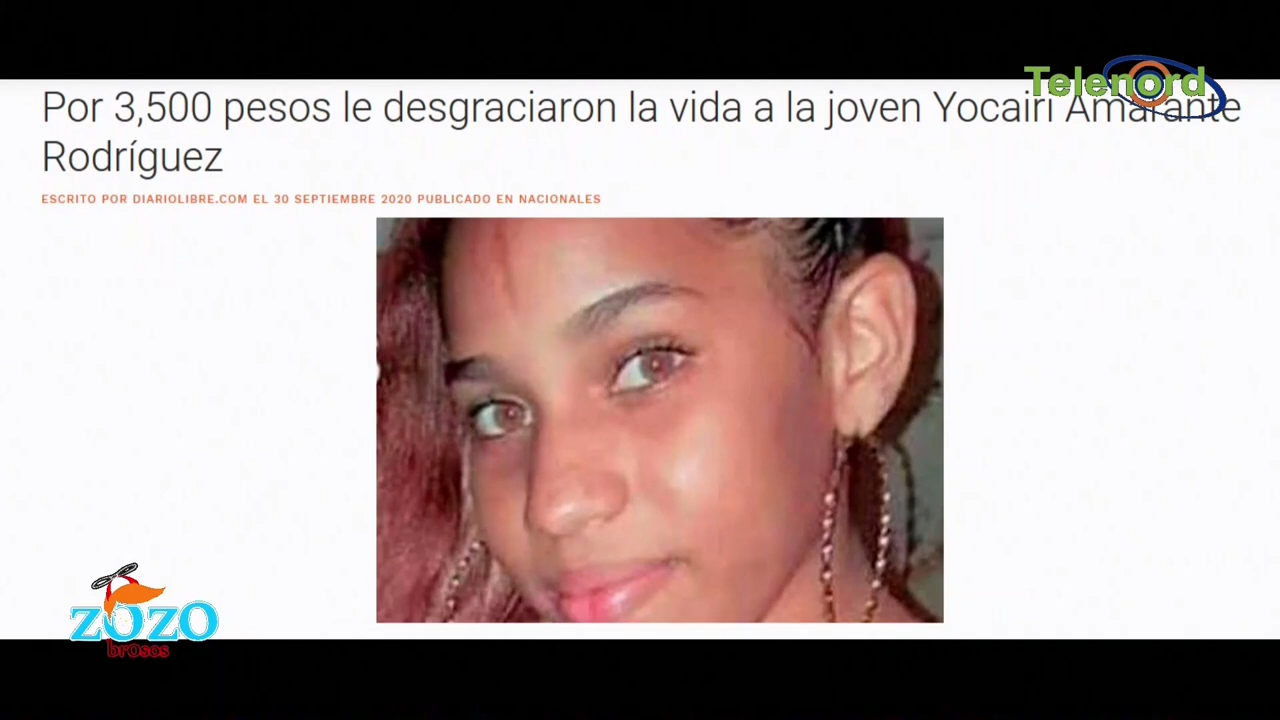 Telenord
Por 3,500 pesos le desgraciaron la vida a la joven Yocairi Amarante
Rodríguez
ESCRITO POR DIARIOLIBRE.COM EL 30 SEPTIEMBRE 2020 PUBLICADO EN NACIONALES
zozo
brosos